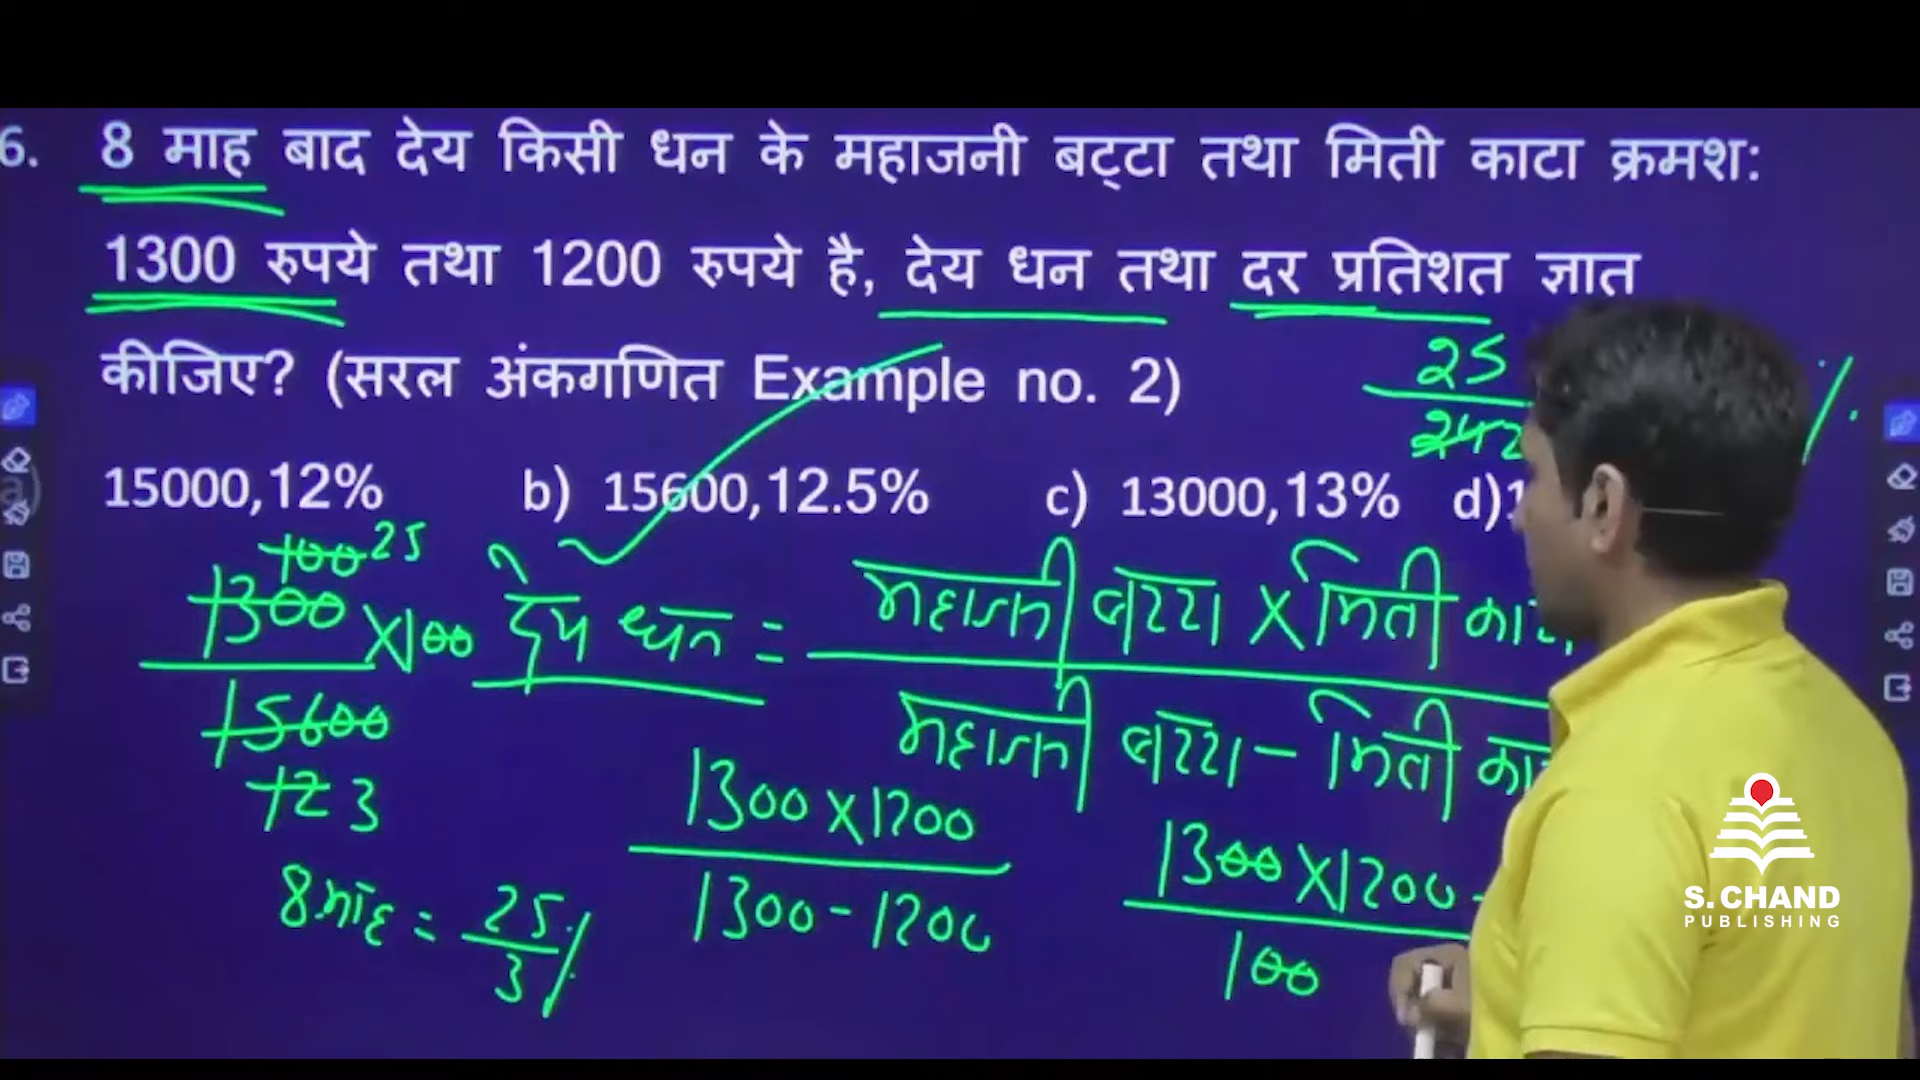 6. 8 माह बाद देय किसी धन के महाजनी बट्टा तथा मिती काटा क्रमश:
1300 रुपये तथा 1200 रुपये है, देय धन तथा दर प्रतिशत ज्ञात
कीजिए? (सरल अंकगणित Example no. 2)
25
242
%
15000,12% b) 15600,12.5% c) 13000,13% d)1
100 25
1300 ×100
15600
12 3
8 माह = 25/3 %
देय धन = महाजनी बट्टा × मिती काटा
महाजनी बट्टा – मिती का
1300 × 1200
1300 - 1200
1300 × 1200
100
S. CHAND
PUBLISHING